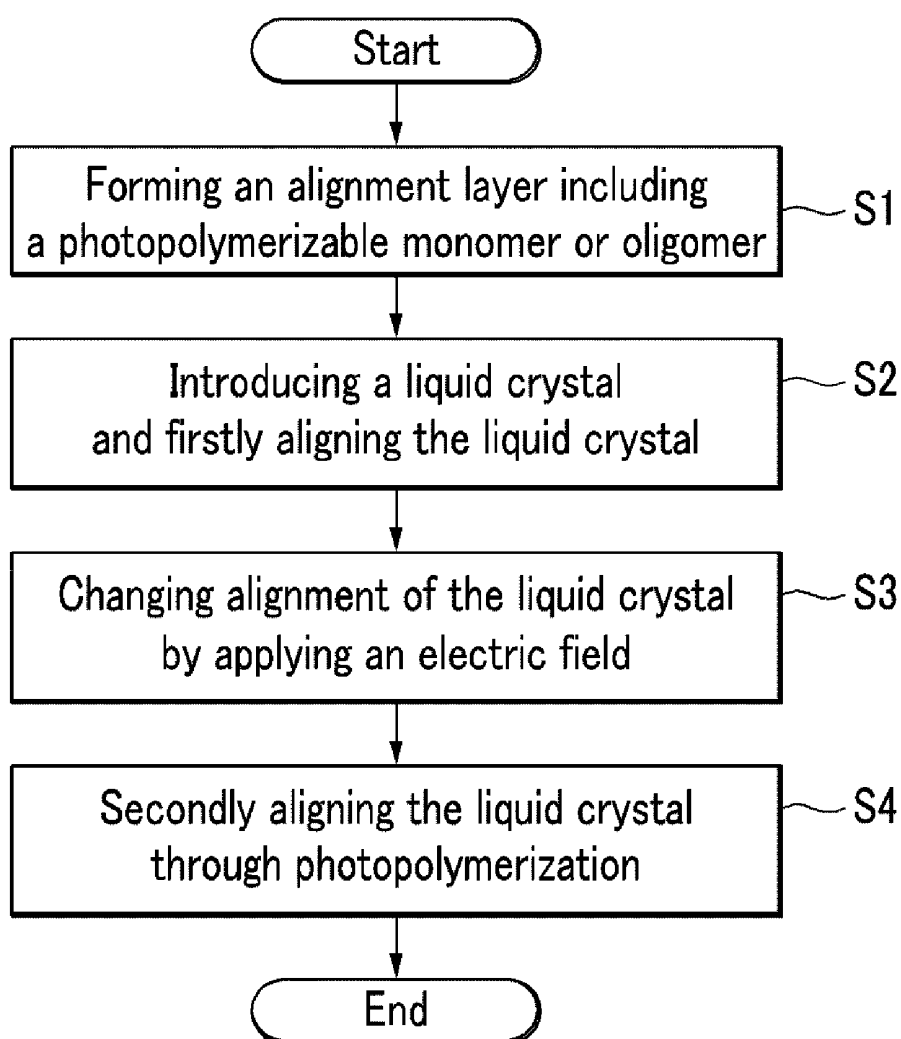 Start
Forming an alignment layer including
a photopolymerizable monomer or oligomer
S1
Introducing a liquid crystal
and firstly aligning the liquid crystal
S2
Changing alignment of the liquid crystal
by applying an electric field
S3
Secondly aligning the liquid crystal
through photopolymerization
S4
End